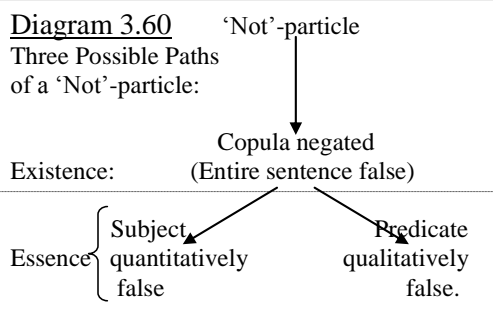 Diagram 3.60 ‘Not’-particle
Three Possible Paths
of a ‘Not’-particle:
Copula negated
Existence: (Entire sentence false)
Subject Predicate
Essence quantitatively qualitatively
false false.